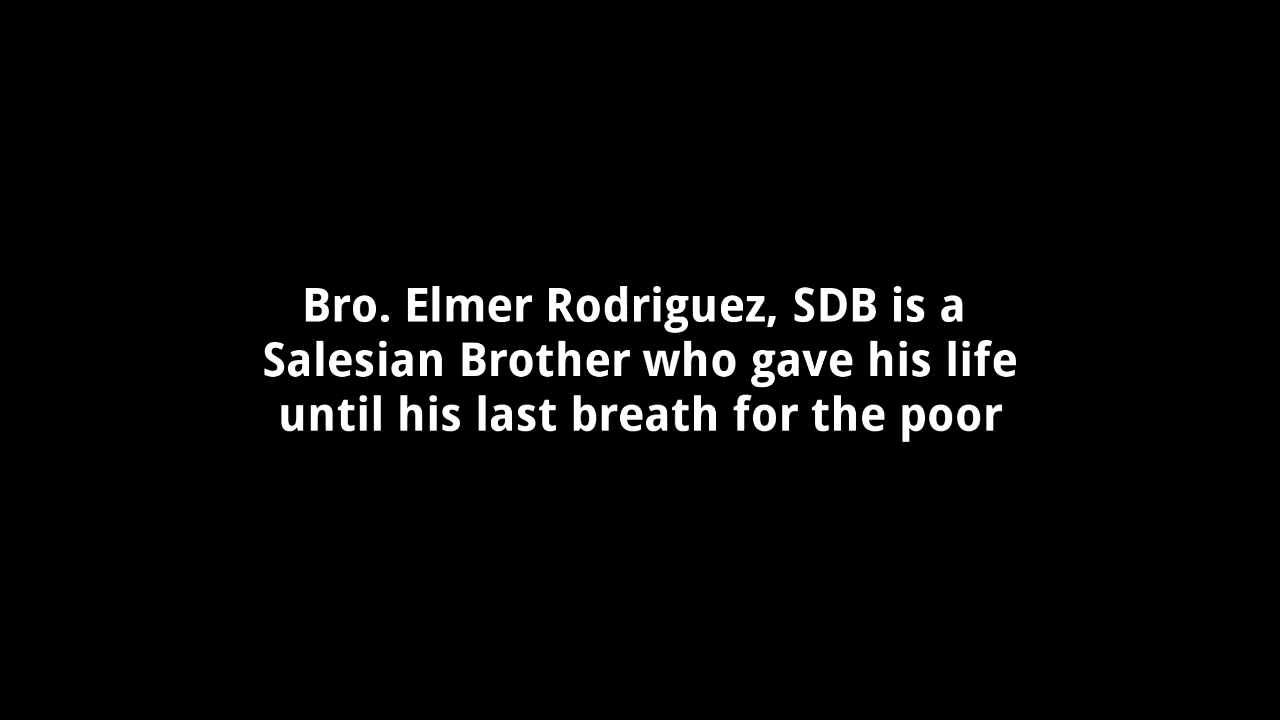 Bro. Elmer Rodriguez, SDB is a
Salesian Brother who gave his life
until his last breath for the poor